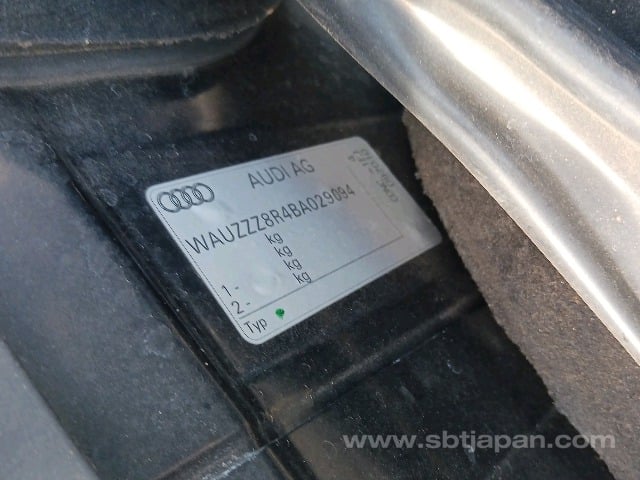 AUDI AG
WAUZZZ8R4BA029094
kg
kg
1 - kg
2 - kg
Typ
www.sbtjapan.com